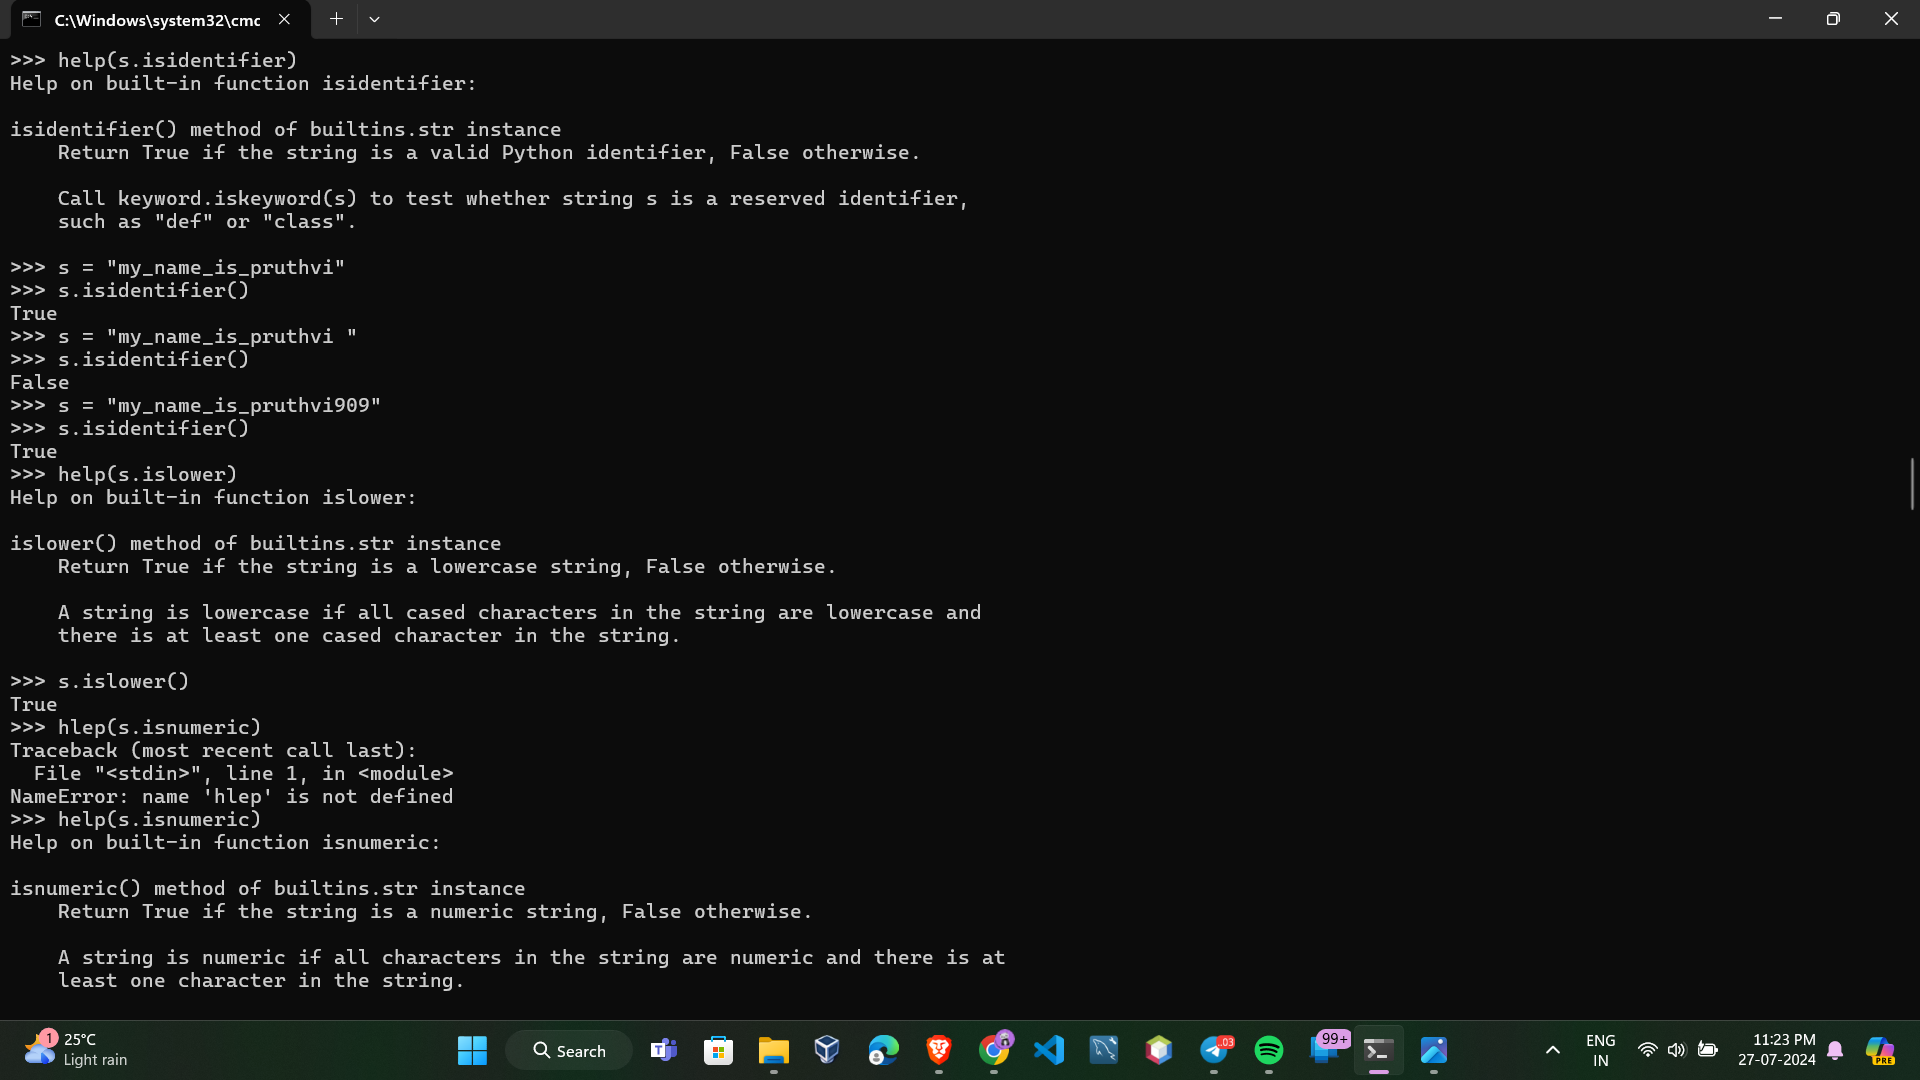 C:\Windows\system32\cmc
>>> help(s.isidentifier)
Help on built-in function isidentifier:
isidentifier() method of builtins.str instance
    Return True if the string is a valid Python identifier, False otherwise.
    Call keyword.iskeyword(s) to test whether string s is a reserved identifier,
    such as "def" or "class".
>>> s = "my_name_is_pruthvi"
>>> s.isidentifier()
True
>>> s = "my_name_is_pruthvi "
>>> s.isidentifier()
False
>>> s = "my_name_is_pruthvi909"
>>> s.isidentifier()
True
>>> help(s.islower)
Help on built-in function islower:
islower() method of builtins.str instance
    Return True if the string is a lowercase string, False otherwise.
    A string is lowercase if all cased characters in the string are lowercase and
    there is at least one cased character in the string.
>>> s.islower()
True
>>> hlep(s.isnumeric)
Traceback (most recent call last):
  File "<stdin>", line 1, in <module>
NameError: name 'hlep' is not defined
>>> help(s.isnumeric)
Help on built-in function isnumeric:
isnumeric() method of builtins.str instance
    Return True if the string is a numeric string, False otherwise.
    A string is numeric if all characters in the string are numeric and there is at
    least one character in the string.
1
25°C
Light rain
Search
..03
99+
ENG
IN
11:23 PM
27-07-2024
PRE